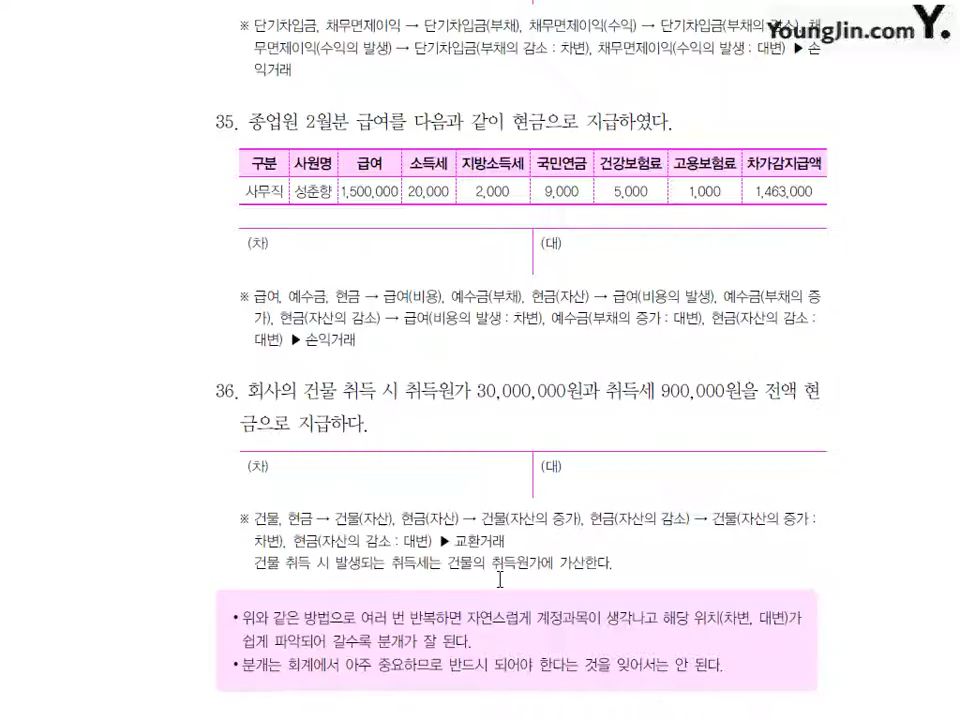 ※ 단기차입금, 채무면제이익 → 단기차입금(부채), 채무면제이익(수익) → 단기차입금(부채의 감소), 채
무면제이익(수익의 발생) → 단기차입금(부채의 감소 : 차변), 채무면제이익(수익의 발생 : 대변) ▶ 손
익거래
YoungJin.com Y.
35. 종업원 2월분 급여를 다음과 같이 현금으로 지급하였다.
구분 사원명 급여 소득세 지방소득세 국민연금 건강보험료 고용보험료 차가감지급액
사무직 성춘향 1,500,000 20,000 2,000 9,000 5,000 1,000 1,463,000
(차) (대)
※ 급여, 예수금, 현금 → 급여(비용), 예수금(부채), 현금(자산) → 급여(비용의 발생), 예수금(부채의 증
가), 현금(자산의 감소) → 급여(비용의 발생 : 차변), 예수금(부채의 증가 : 대변), 현금(자산의 감소 :
대변) ▶ 손익거래
36. 회사의 건물 취득 시 취득원가 30,000,000원과 취득세 900,000원을 전액 현
금으로 지급하다.
(차) (대)
※ 건물, 현금 → 건물(자산), 현금(자산) → 건물(자산의 증가), 현금(자산의 감소) → 건물(자산의 증가 :
차변), 현금(자산의 감소 : 대변) ▶ 교환거래
건물 취득 시 발생되는 취득세는 건물의 취득원가에 가산한다.
• 위와 같은 방법으로 여러 번 반복하면 자연스럽게 계정과목이 생각나고 해당 위치(차변, 대변)가
쉽게 파악되어 갈수록 분개가 잘 된다.
• 분개는 회계에서 아주 중요하므로 반드시 되어야 한다는 것을 잊어서는 안 된다.